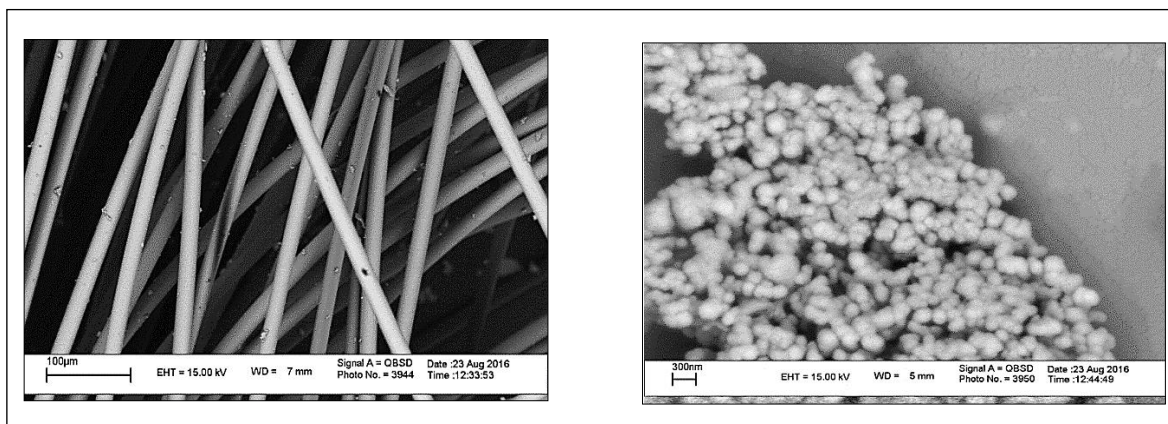 100µm
EHT = 15.00 kV
WD = 7 mm
Signal A = QBSD
Photo No. = 3944
Date :23 Aug 2016
Time :12:33:53
300nm
EHT = 15.00 kV
WD = 5 mm
Signal A = QBSD
Photo No. = 3950
Date :23 Aug 2016
Time :12:44:49